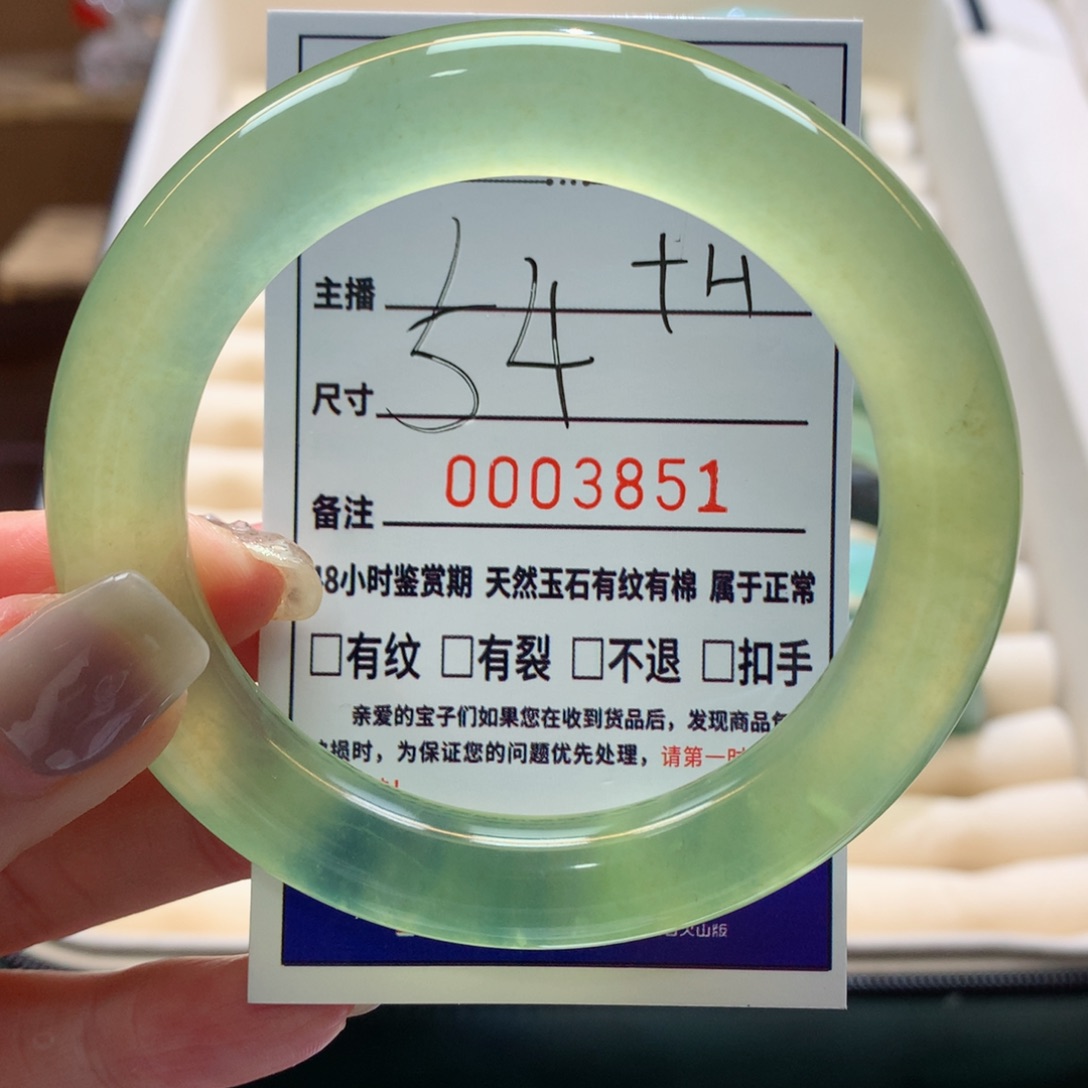 主播
54 +4
尺寸
备注 0003851
48小时鉴赏期 天然玉石有纹有棉 属于正常
□有纹 □有裂 □不退 □扣手
亲爱的宝子们如果您在收到货品后，发现商品
损时，为保证您的问题优先处理，请第一时
火山版